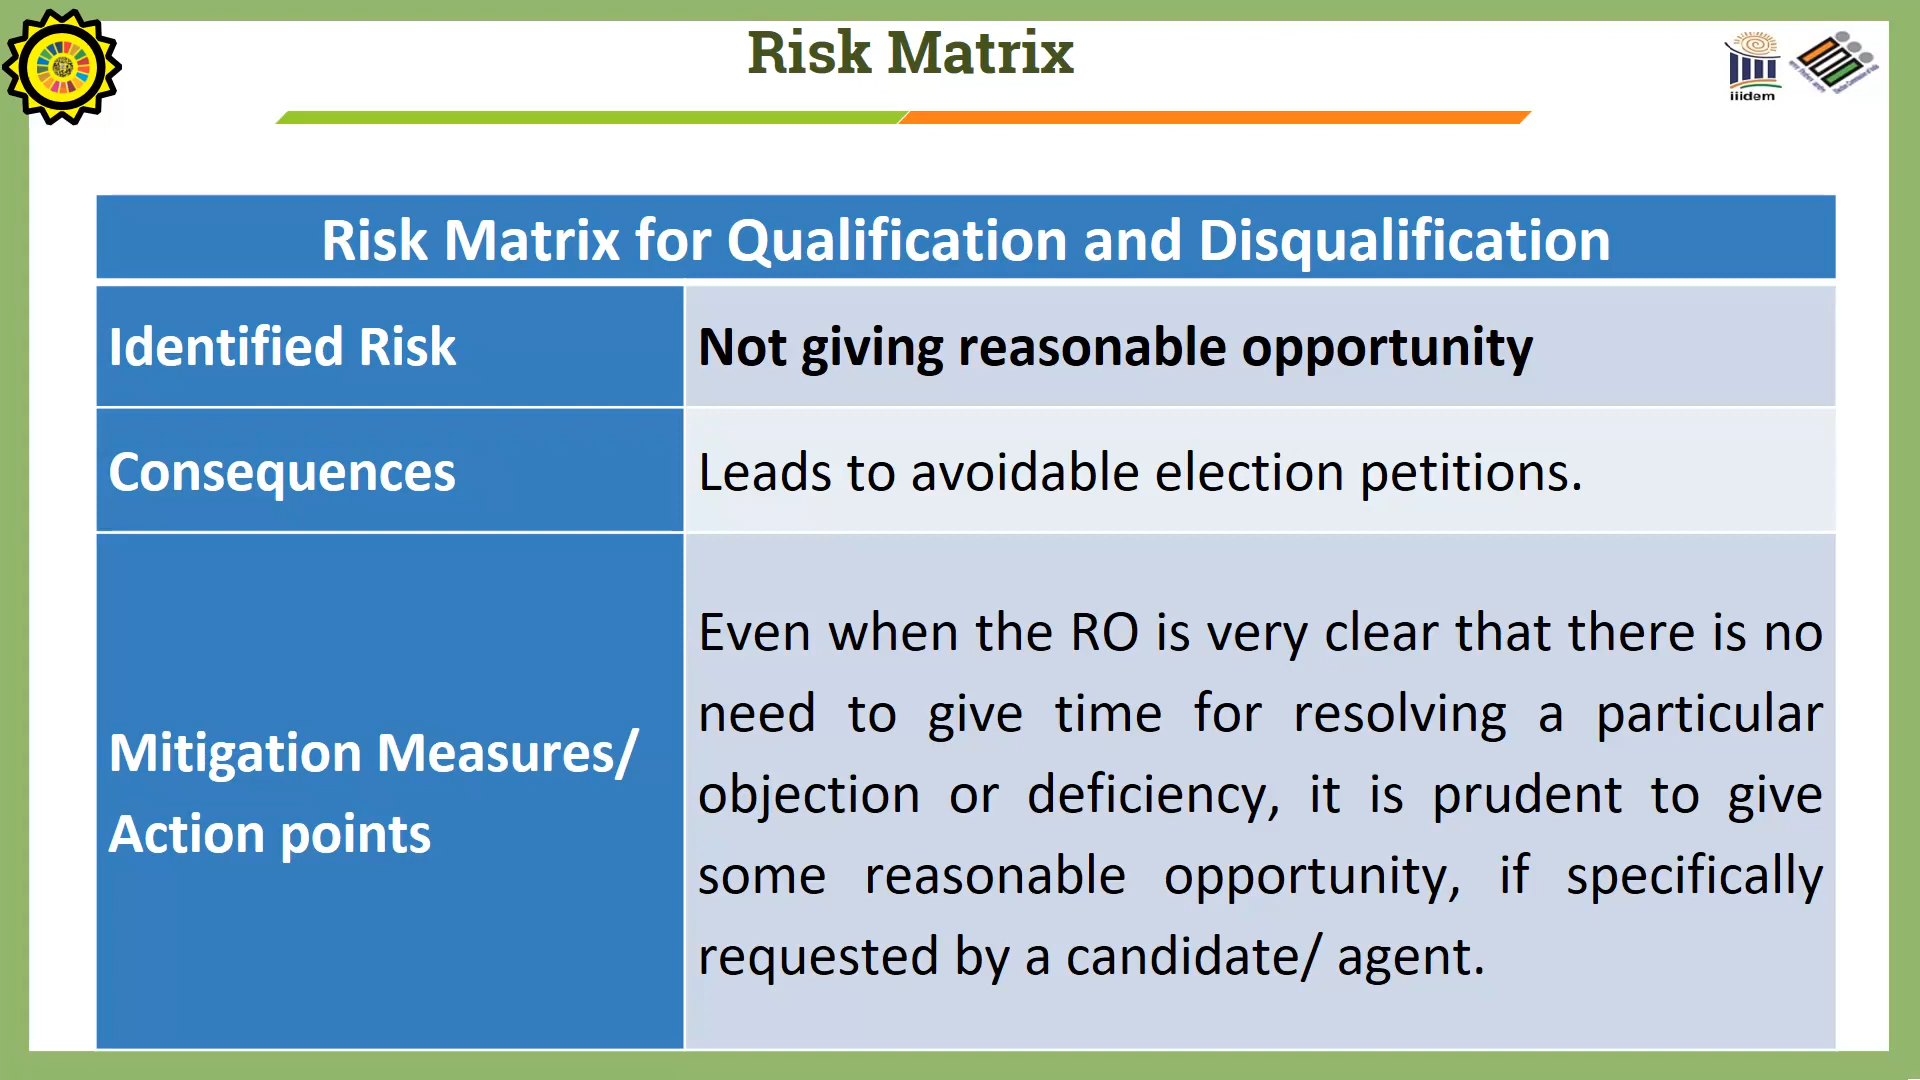 Risk Matrix
iiidem
Risk Matrix for Qualification and Disqualification
Identified Risk
Not giving reasonable opportunity
Consequences
Leads to avoidable election petitions.
Mitigation Measures/
Action points
Even when the RO is very clear that there is no
need to give time for resolving a particular
objection or deficiency, it is prudent to give
some reasonable opportunity, if specifically
requested by a candidate/ agent.